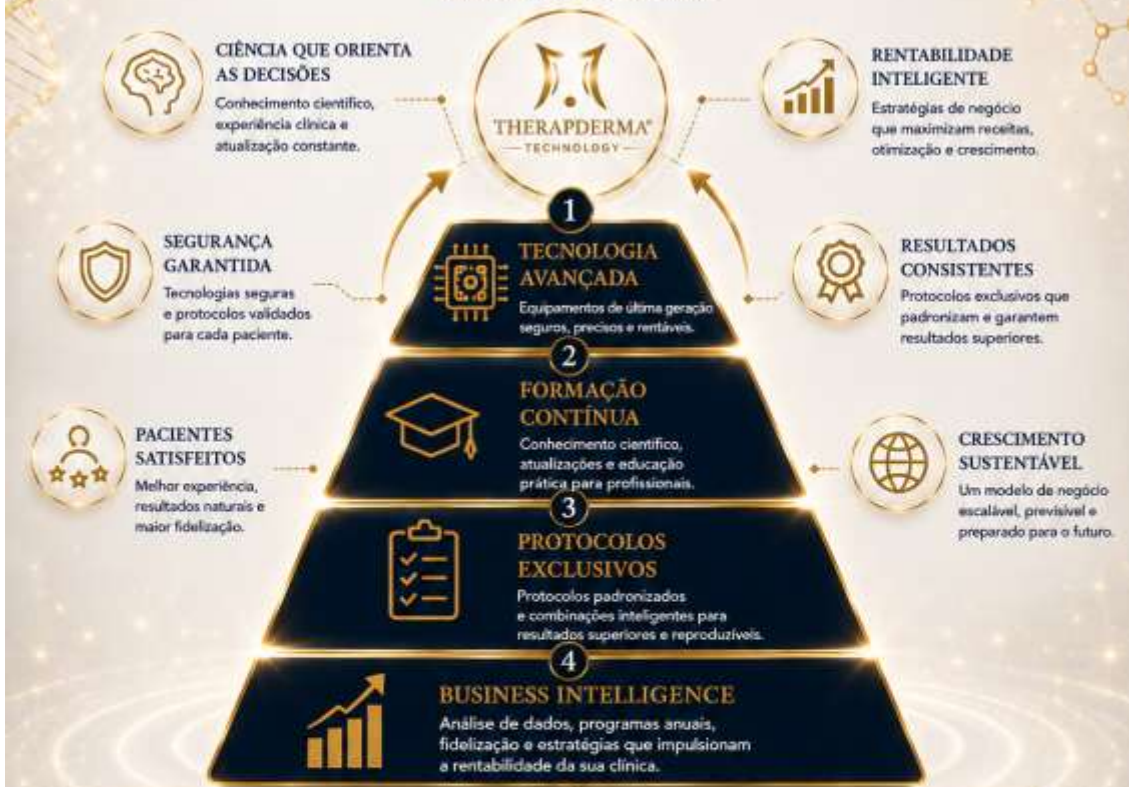 CIÊNCIA QUE ORIENTA
AS DECISÕES
Conhecimento científico,
experiência clínica e
atualização constante.
THERAPDERMA®
TECHNOLOGY
RENTABILIDADE
INTELIGENTE
Estratégias de negócio
que maximizam receitas,
otimização e crescimento.
SEGURANÇA
GARANTIDA
Tecnologias seguras
e protocolos validados
para cada paciente.
1
TECNOLOGIA
AVANÇADA
Equipamentos de última geração
seguros, precisos e rentáveis.
RESULTADOS
CONSISTENTES
Protocolos exclusivos que
padronizam e garantem
resultados superiores.
PACIENTES
SATISFEITOS
Melhor experiência,
resultados naturais e
maior fidelização.
2
FORMAÇÃO
CONTÍNUA
Conhecimento científico,
atualizações e educação
prática para profissionais.
CRESCIMENTO
SUSTENTÁVEL
Um modelo de negócio
escalável, previsível e
preparado para o futuro.
3
PROTOCOLOS
EXCLUSIVOS
Protocolos padronizados
e combinações inteligentes para
resultados superiores e reproduzíveis.
4
BUSINESS INTELLIGENCE
Análise de dados, programas anuais,
fidelização e estratégias que impulsionam
a rentabilidade da sua clínica.